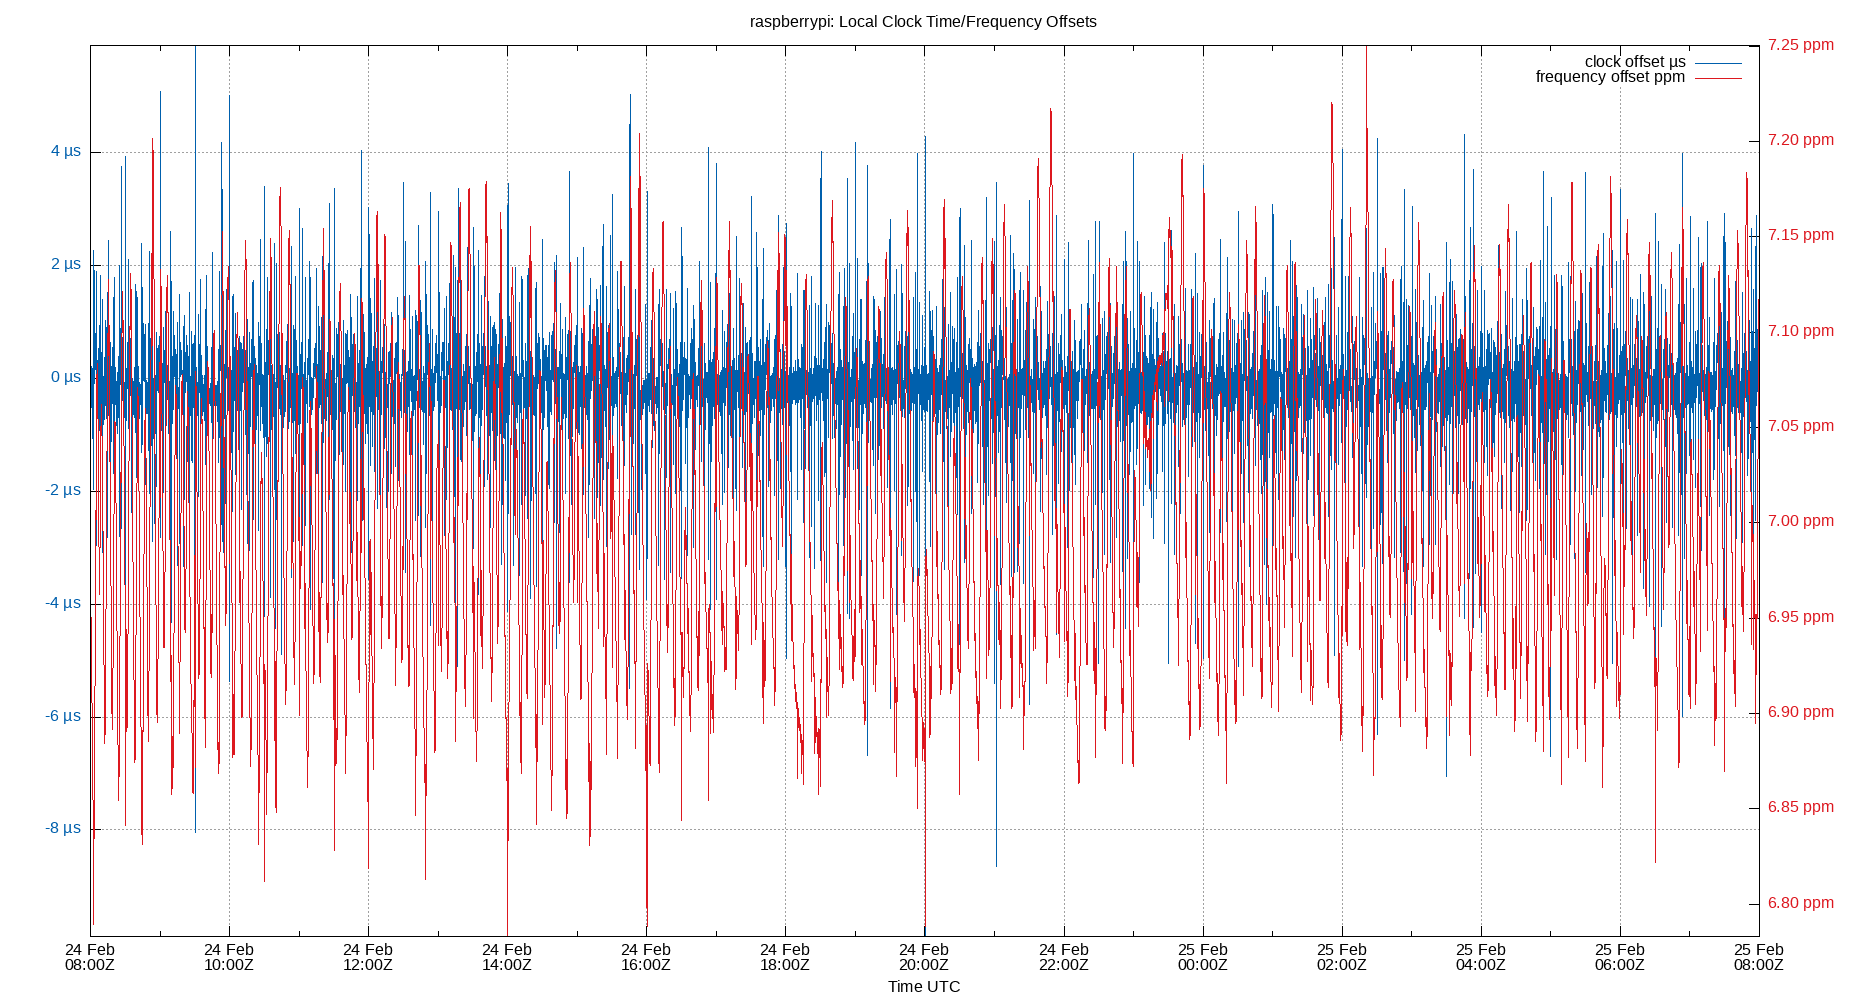 raspberrypi: Local Clock Time/Frequency Offsets
7.25 ppm
clock offset µs
frequency offset ppm
4 µs
7.20 ppm
7.15 ppm
2 µs
7.10 ppm
0 µs
7.05 ppm
-2 µs
7.00 ppm
-4 µs
6.95 ppm
-6 µs
6.90 ppm
-8 µs
6.85 ppm
6.80 ppm
24 Feb 24 Feb 24 Feb 24 Feb 24 Feb 24 Feb 24 Feb 24 Feb 25 Feb 25 Feb 25 Feb 25 Feb 25 Feb
08:00Z 10:00Z 12:00Z 14:00Z 16:00Z 18:00Z 20:00Z 22:00Z 00:00Z 02:00Z 04:00Z 06:00Z 08:00Z
Time UTC